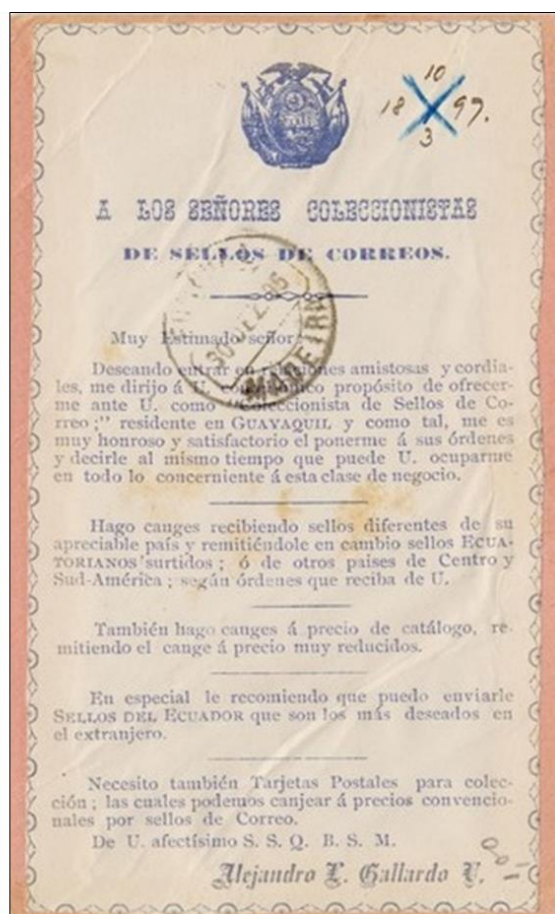 10
18 97.
3
A LOS SEÑORES COLECCIONISTAS
DE SELLOS DE CORREOS.
30 DEZ 95
MADEIRA
Muy Estimado señor:
Deseando entrar en relaciones amistosas y cordia-
les, me dirijo á U. con propósito de ofrecer-
me ante U. como "Coleccionista de Sellos de Co-
rreo;" residente en GUAYAQUIL y como tal, me es
muy honroso y satisfactorio el ponerme á sus órdenes
y decirle al mismo tiempo que puede U. ocuparme
en todo lo concerniente á esta clase de negocio.
Hago canges recibiendo sellos diferentes de su
apreciable país y remitiéndole en cambio sellos ECUA-
TORIANOS surtidos; ó de otros paises de Centro y
Sud-América; según órdenes que reciba de U.
También hago canges á precio de catálogo, re-
mitiendo el cange á precio muy reducidos.
En especial le recomiendo que puedo enviarle
SELLOS DEL ECUADOR que son los más deseados en
el extranjero.
Necesito también Tarjetas Postales para colec-
ción; las cuales podemos canjear á precios convencio-
nales por sellos de Correo.
De U. afectísimo S. S. Q. B. S. M.
Alejandro L. Gallardo V.